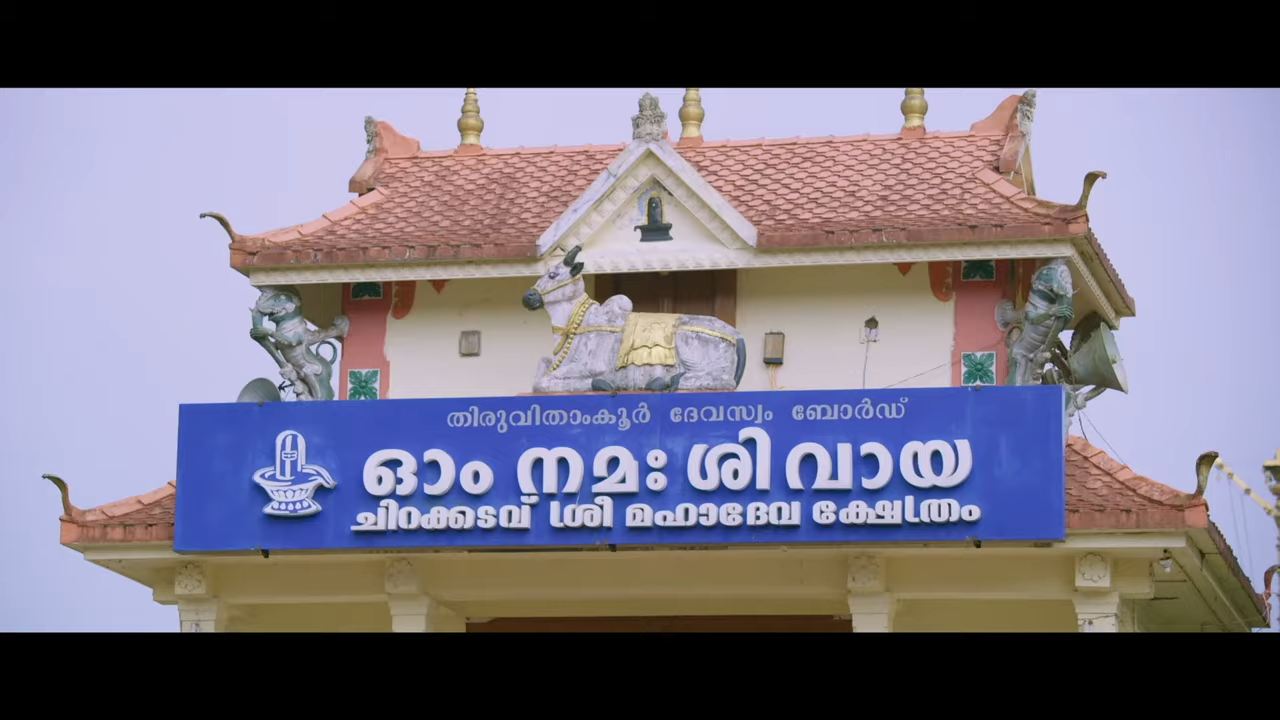 തിരുവിതാംകൂർ ദേവസ്വം ബോർഡ്
ഓം നമഃ ശിവായ
ചിറക്കടവ് ശ്രീ മഹാദേവ ക്ഷേത്രം